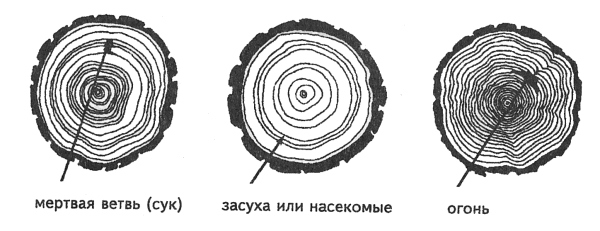 мертвая ветвь (сук)
засуха или насекомые
огонь